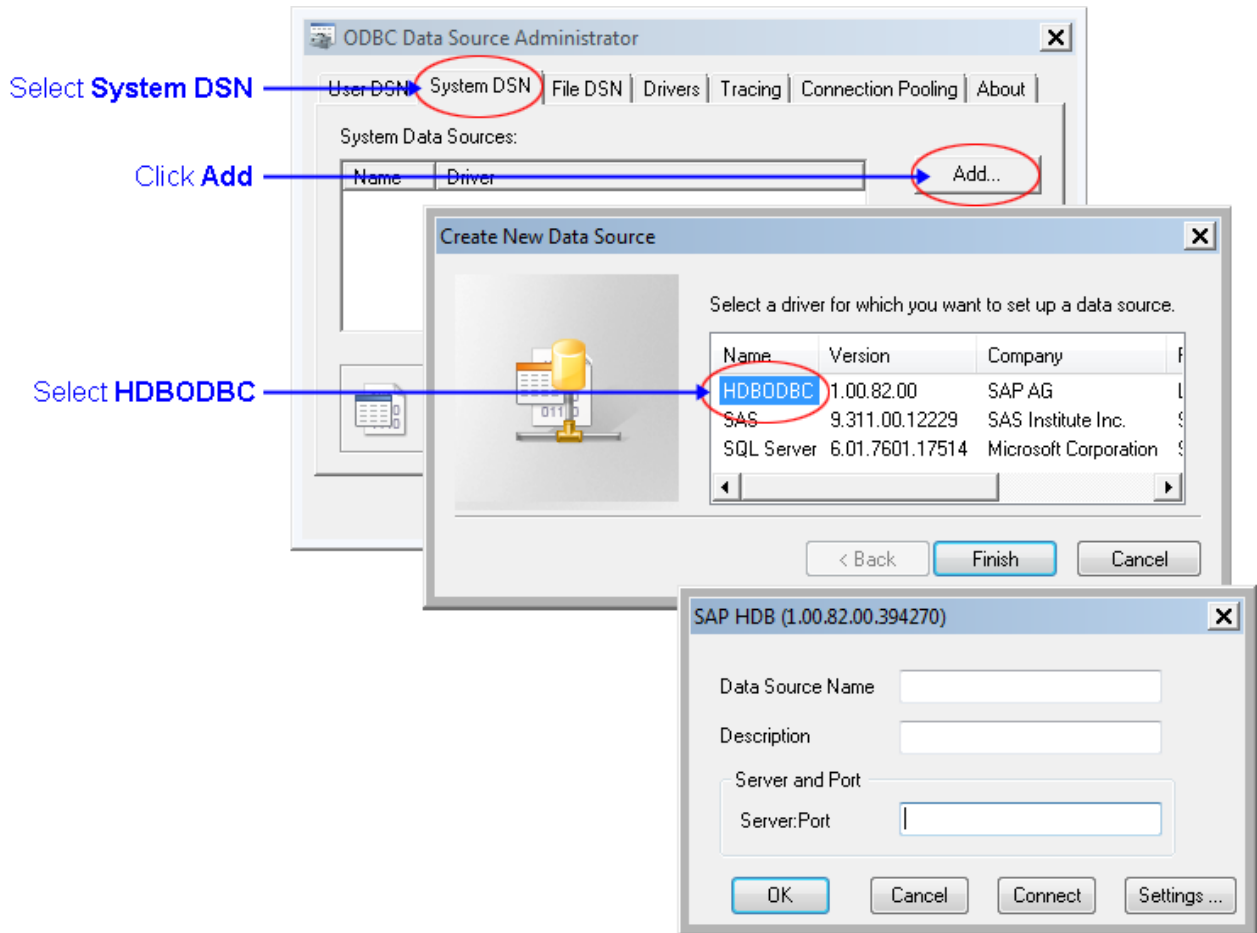 ODBC Data Source Administrator
Select System DSN
User DSN System DSN File DSN Drivers Tracing Connection Pooling About
System Data Sources:
Click Add
Name Driver
Add...
Create New Data Source
Select a driver for which you want to set up a data source.
Name Version Company F
Select HDBODBC
HDBODBC 1.00.82.00 SAP AG L
SAS 9.311.00.12229 SAS Institute Inc. S
SQL Server 6.01.7601.17514 Microsoft Corporation S
< Back Finish Cancel
SAP HDB (1.00.82.00.394270)
Data Source Name
Description
Server and Port
Server:Port
OK Cancel Connect Settings ...